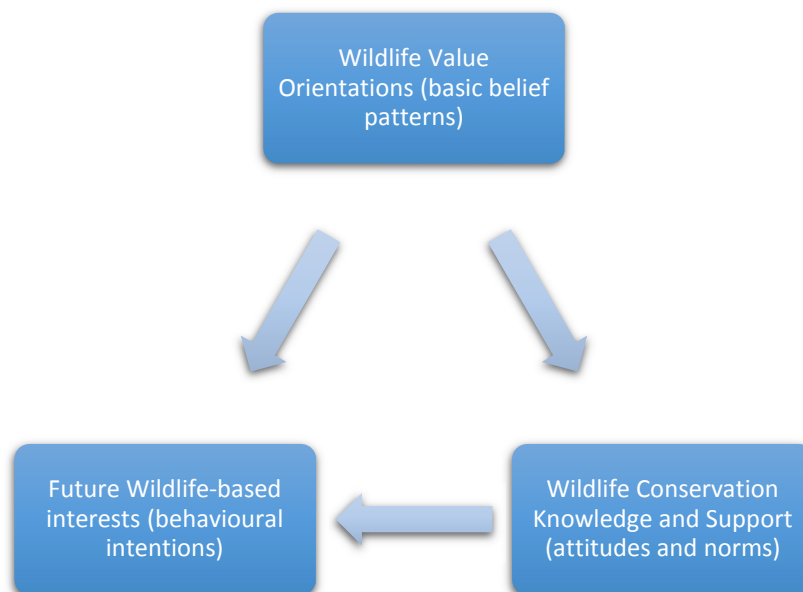 Wildlife Value
Orientations (basic belief
patterns)
Future Wildlife-based
interests (behavioural
intentions)
Wildlife Conservation
Knowledge and Support
(attitudes and norms)